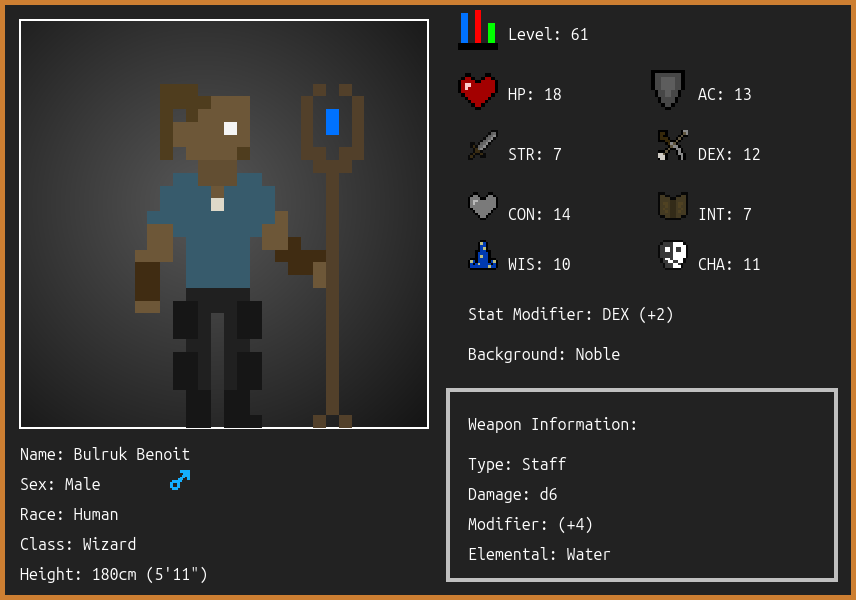 Level: 61
HP: 18
AC: 13
STR: 7
DEX: 12
CON: 14
INT: 7
WIS: 10
CHA: 11
Stat Modifier: DEX (+2)
Background: Noble
Weapon Information:
Type: Staff
Damage: d6
Modifier: (+4)
Elemental: Water
Name: Bulruk Benoit
Sex: Male
Race: Human
Class: Wizard
Height: 180cm (5'11")